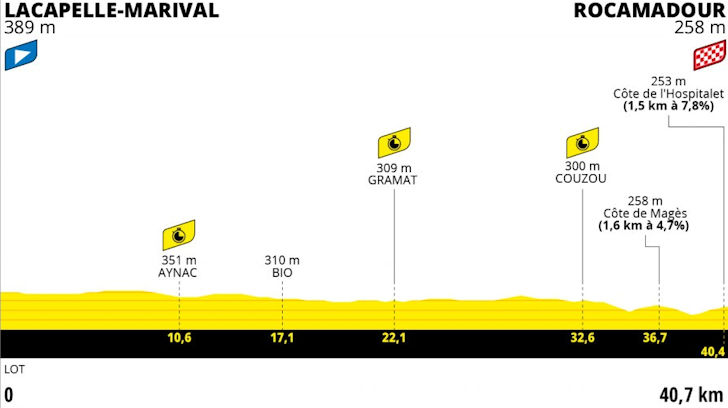 LACAPELLE-MARIVAL
389 m
ROCAMADOUR
258 m
253 m
Côte de l'Hospitalet
(1,5 km à 7,8%)
309 m
GRAMAT
300 m
COUZOU
258 m
Côte de Magès
(1,6 km à 4,7%)
351 m
AYNAC
310 m
BIO
10,6
17,1
22,1
32,6
36,7
40,4
LOT
0
40,7 km